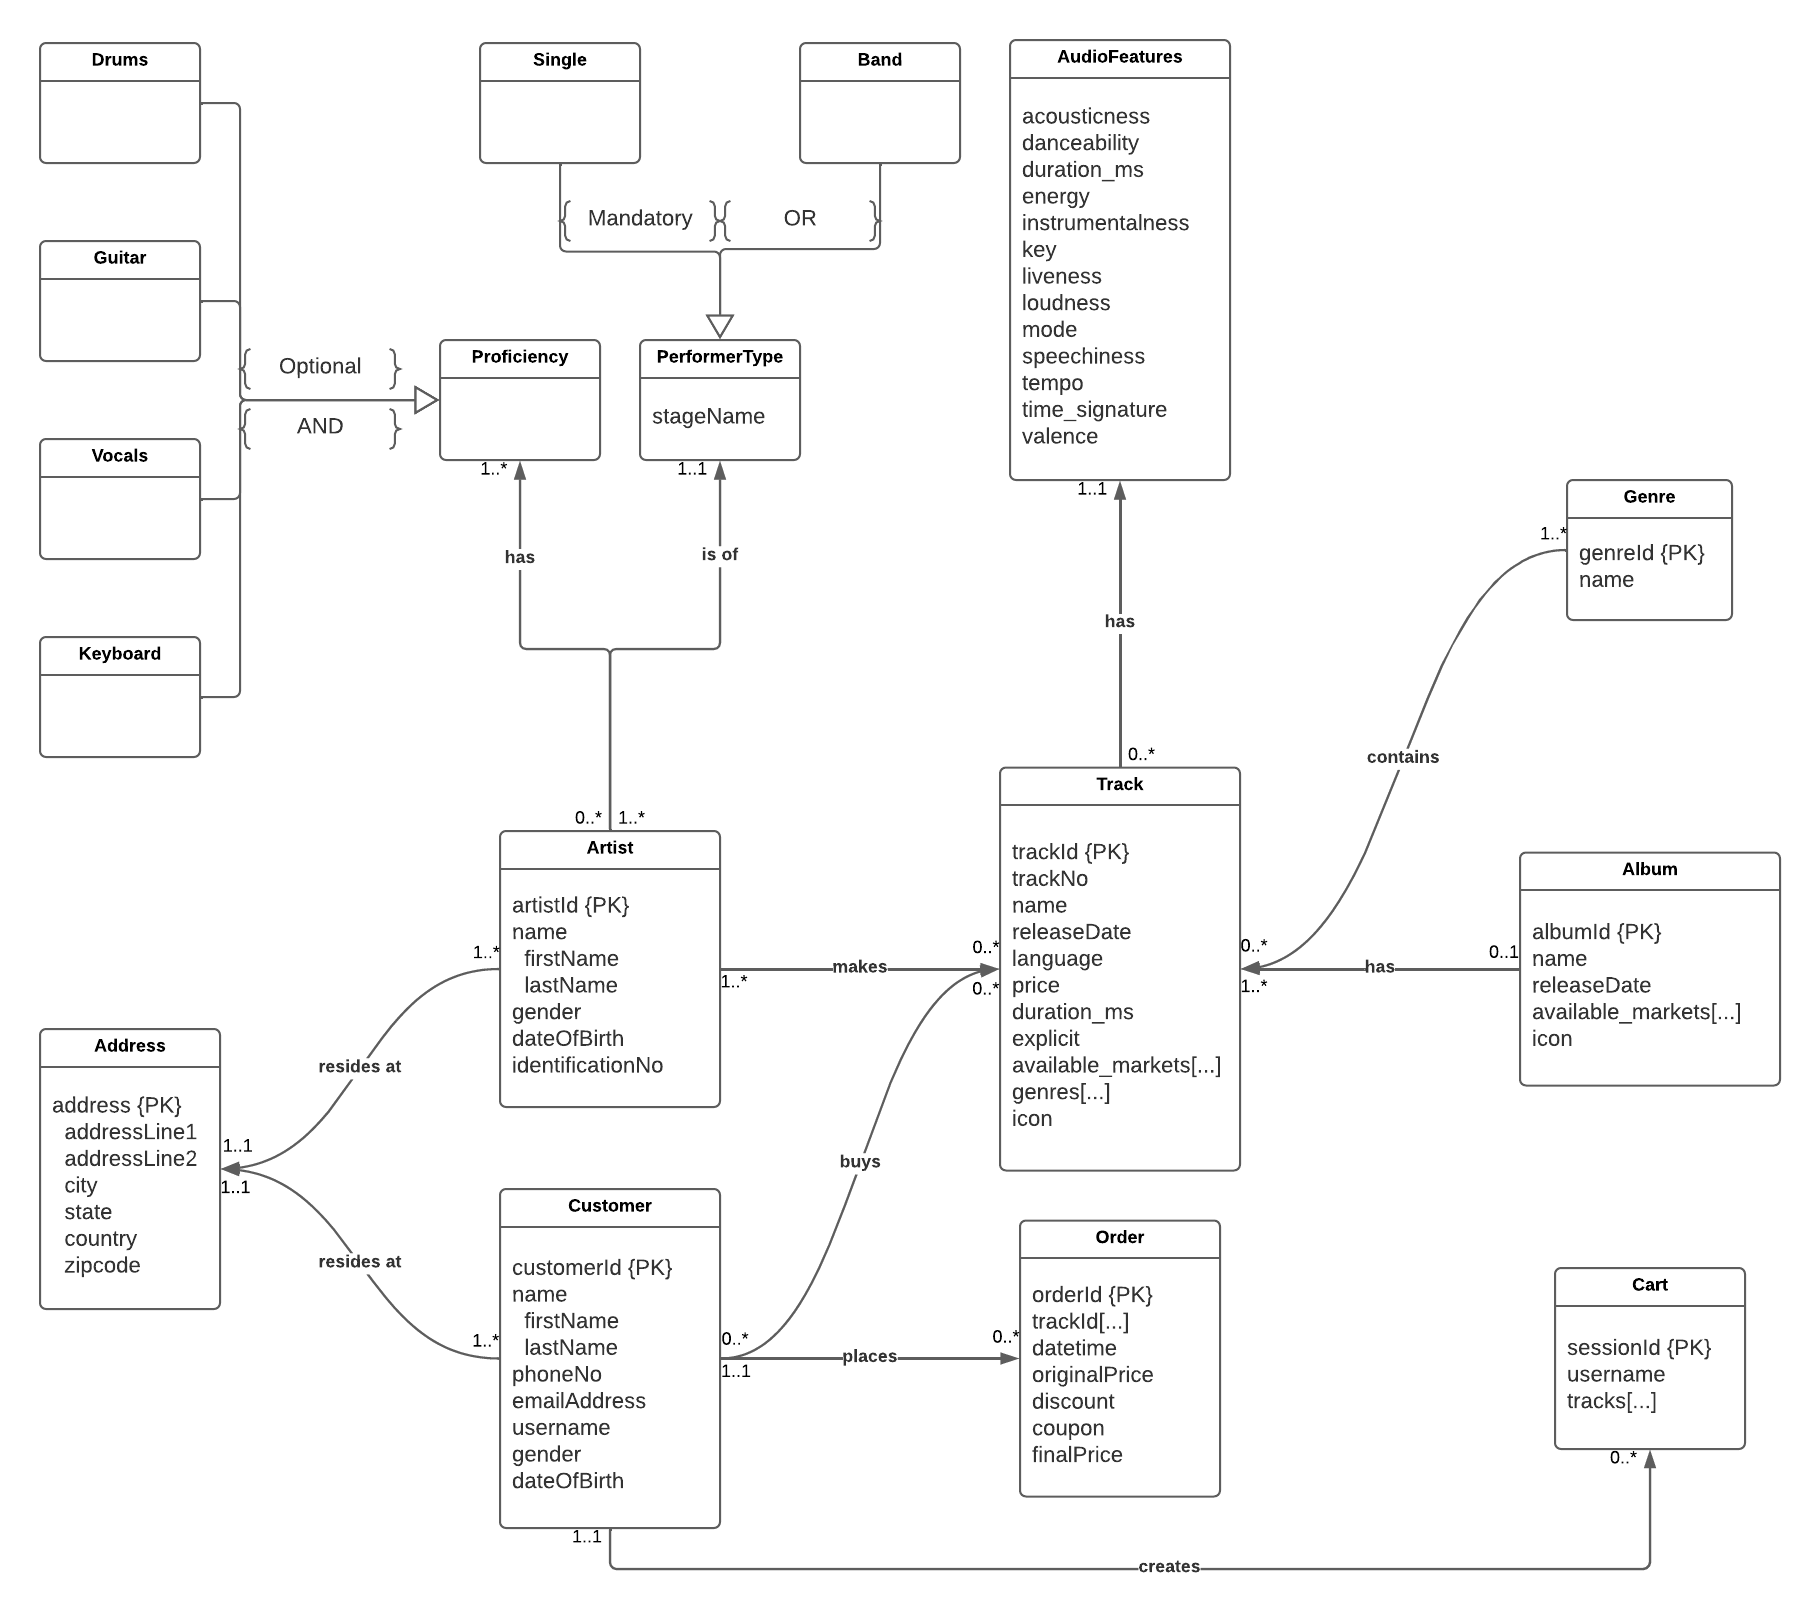 Drums
Single
Band
AudioFeatures
acousticness
danceability
duration_ms
energy
instrumentalness
key
liveness
loudness
mode
speechiness
tempo
time_signature
valence
1..1
{ Mandatory }
{ OR }
Guitar
{ Optional }
{ AND }
Proficiency
1..*
PerformerType
stageName
1..1
Vocals
Keyboard
has
is of
has
Genre
genreId {PK}
name
1..*
contains
0..*
1..*
0..*
Artist
artistId {PK}
name
firstName
lastName
gender
dateOfBirth
identificationNo
1..*
1..*
makes
0..*
0..*
Track
trackId {PK}
trackNo
name
releaseDate
language
price
duration_ms
explicit
available_markets[...]
genres[...]
icon
0..*
1..*
has
0..1
Album
albumId {PK}
name
releaseDate
available_markets[...]
icon
Address
address {PK}
addressLine1
addressLine2
city
state
country
zipcode
1..1
1..1
resides at
resides at
buys
Customer
customerId {PK}
name
firstName
lastName
phoneNo
emailAddress
username
gender
dateOfBirth
1..*
0..*
1..1
1..1
places
0..*
Order
orderId {PK}
trackId[...]
datetime
originalPrice
discount
coupon
finalPrice
Cart
sessionId {PK}
username
tracks[...]
0..*
creates